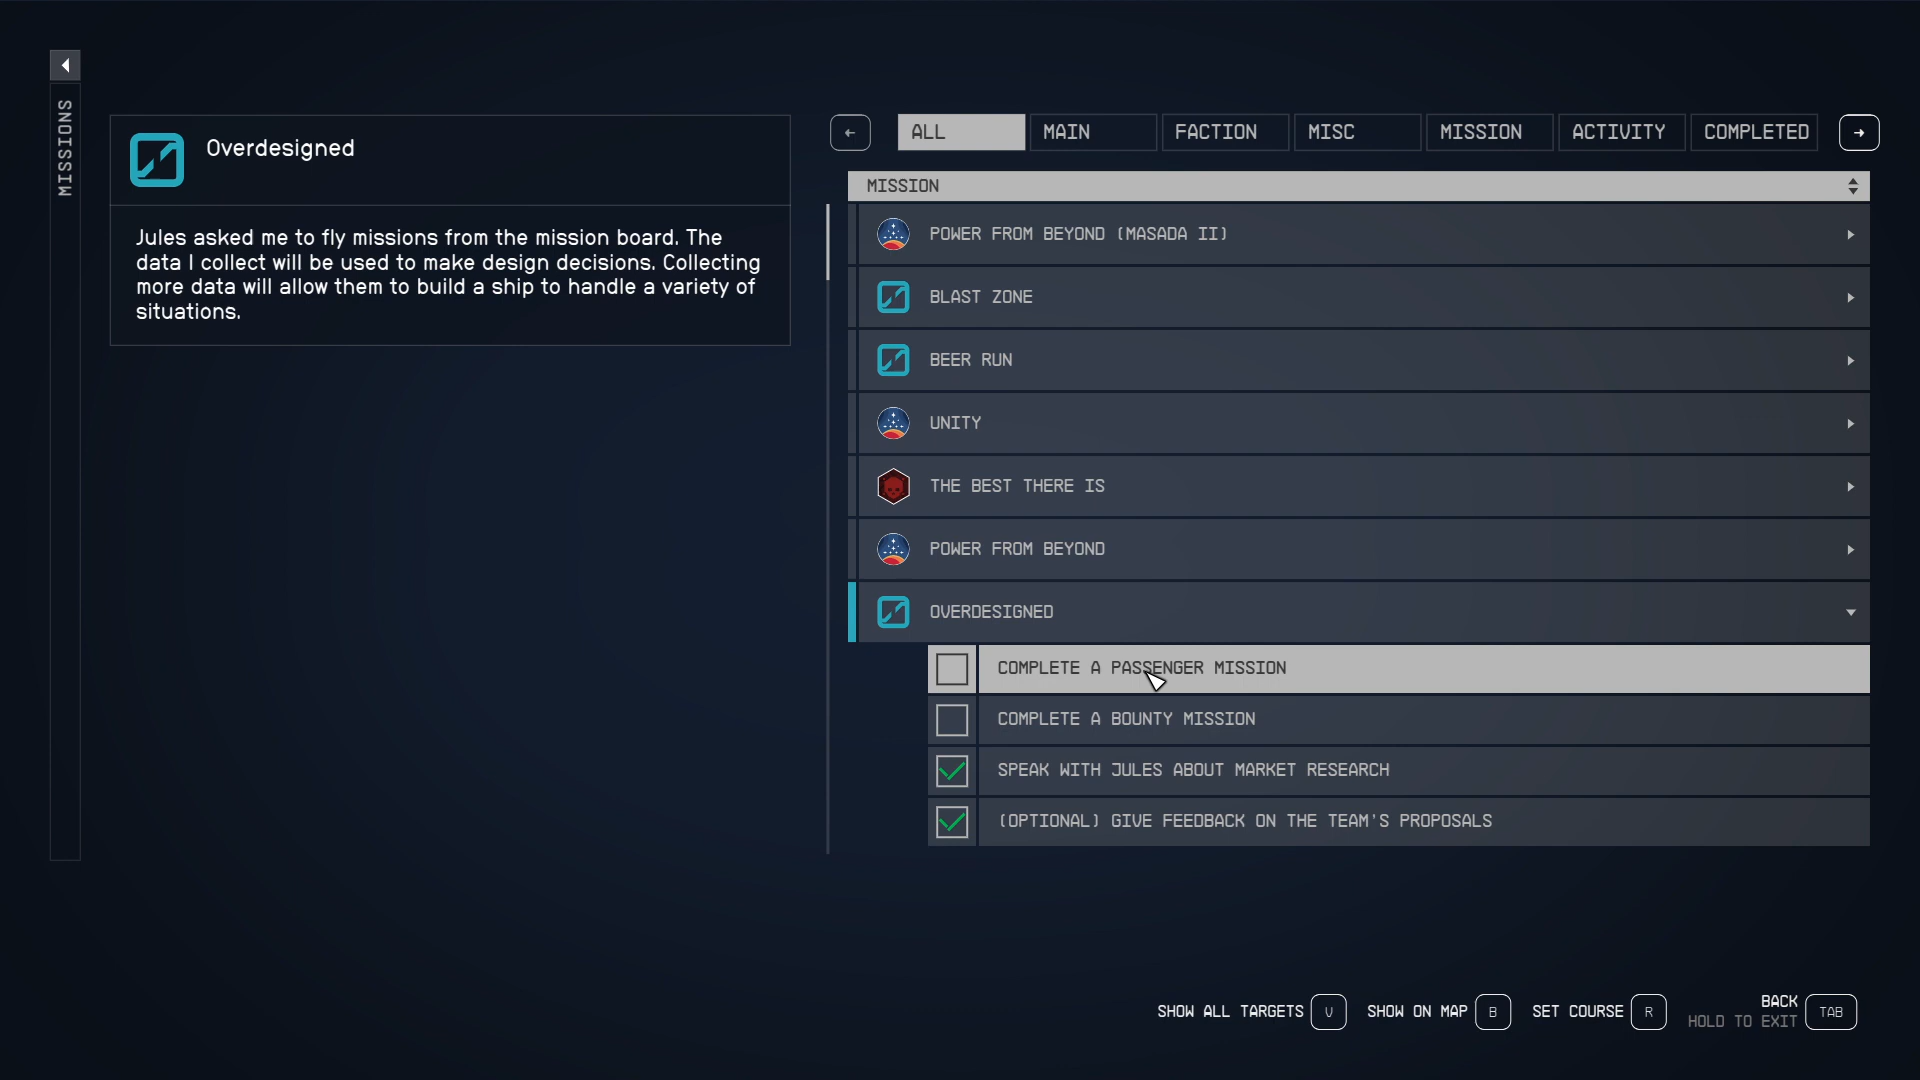 MISSIONS
Overdesigned
Jules asked me to fly missions from the mission board. The
data I collect will be used to make design decisions. Collecting
more data will allow them to build a ship to handle a variety of
situations.
←
ALL
MAIN
FACTION
MISC
MISSION
ACTIVITY
COMPLETED
→
MISSION
POWER FROM BEYOND (MASADA II)
BLAST ZONE
BEER RUN
UNITY
THE BEST THERE IS
POWER FROM BEYOND
OVERDESIGNED
COMPLETE A PASSENGER MISSION
COMPLETE A BOUNTY MISSION
SPEAK WITH JULES ABOUT MARKET RESEARCH
(OPTIONAL) GIVE FEEDBACK ON THE TEAM'S PROPOSALS
SHOW ALL TARGETS V
SHOW ON MAP B
SET COURSE R
BACK
HOLD TO EXIT TAB